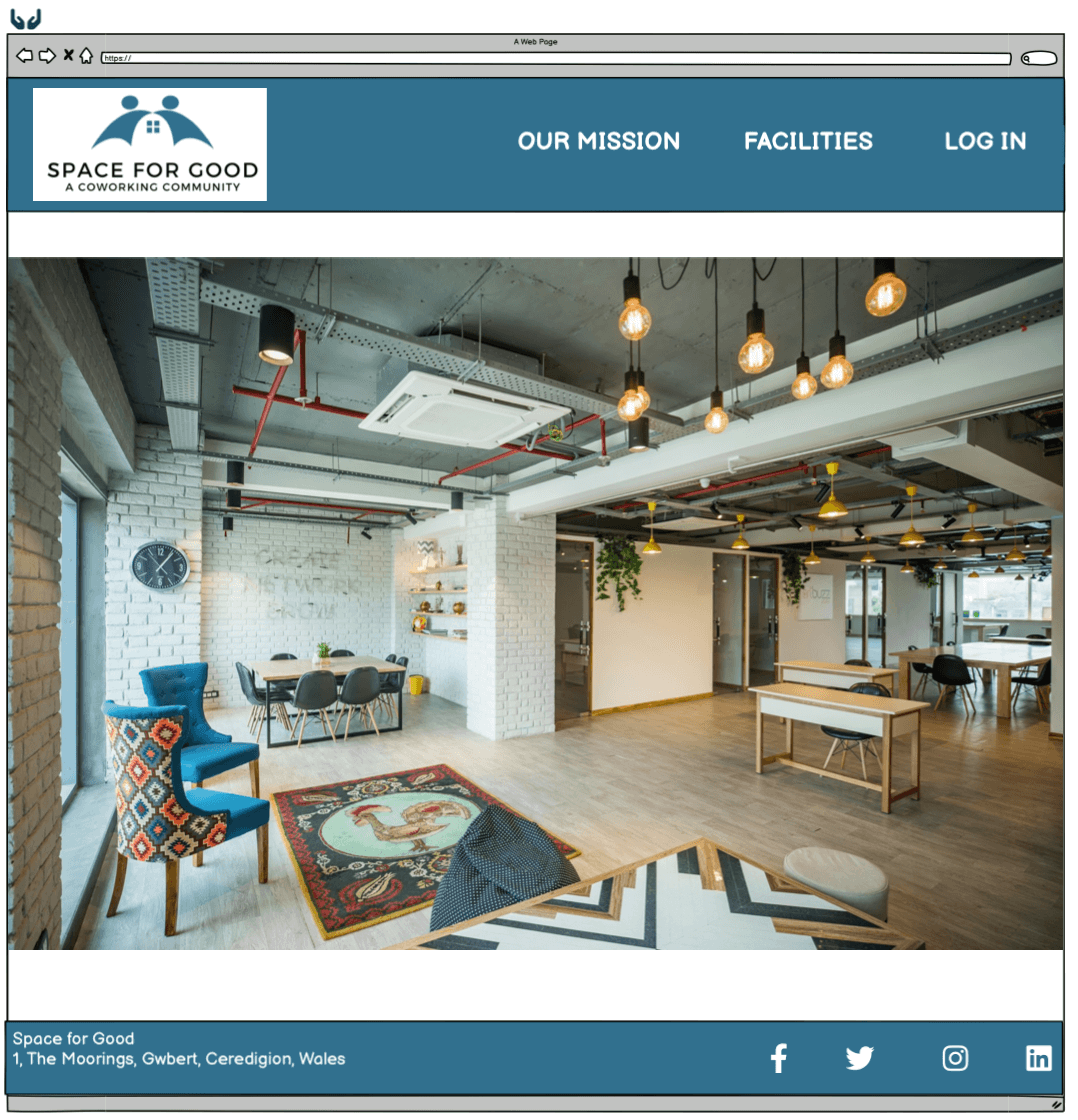 A Web Page
https://
OUR MISSION
FACILITIES
LOG IN
SPACE FOR GOOD
A COWORKING COMMUNITY
12
Space for Good
1, The Moorings, Gwbert, Ceredigion, Wales